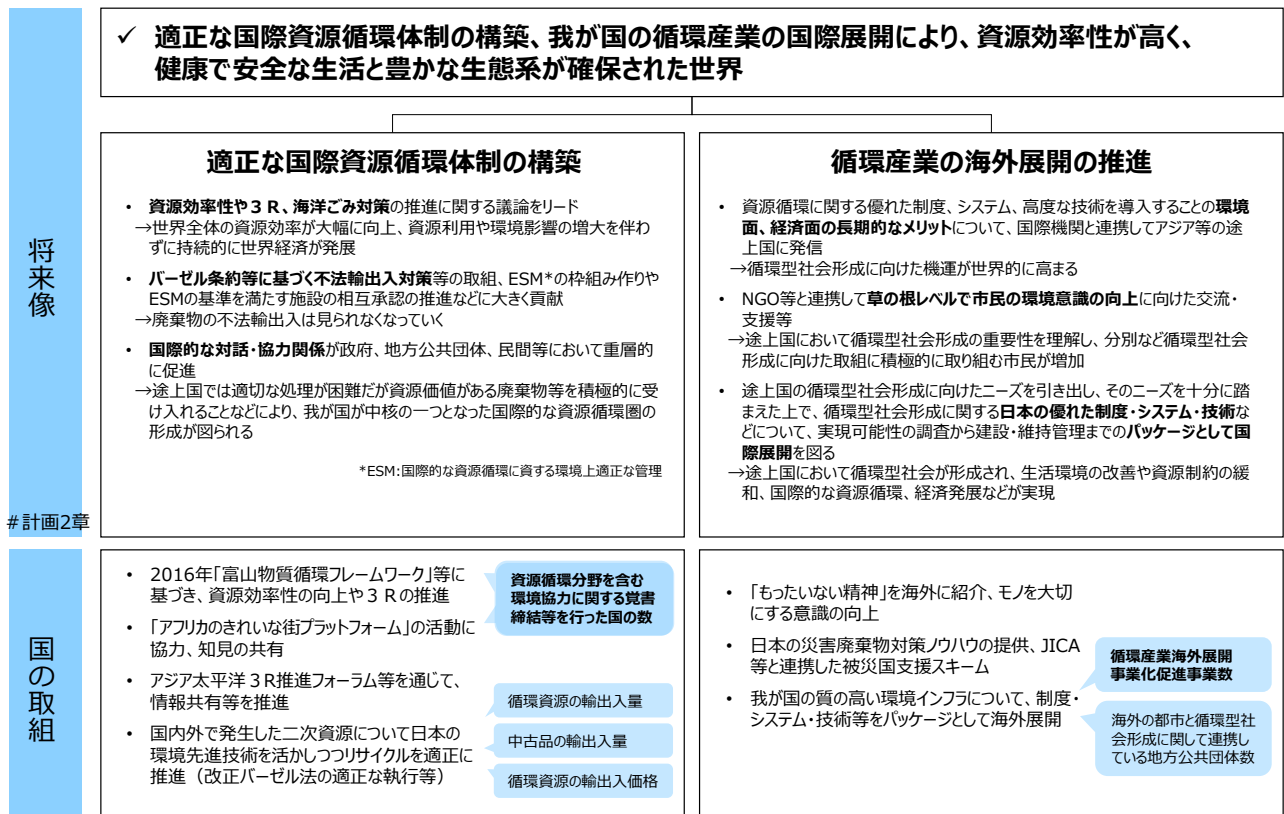 ✓ 適正な国際資源循環体制の構築、我が国の循環産業の国際展開により、資源効率性が高く、
健康で安全な生活と豊かな生態系が確保された世界
将来像
適正な国際資源循環体制の構築
• 資源効率性や３Ｒ、海洋ごみ対策の推進に関する議論をリード
→世界全体の資源効率が大幅に向上、資源利用や環境影響の増大を伴わ
ずに持続的に世界経済が発展
• バーゼル条約等に基づく不法輸出入対策等の取組、ESM*の枠組み作りや
ESMの基準を満たす施設の相互承認の推進などに大きく貢献
→廃棄物の不法輸出入は見られなくなっていく
• 国際的な対話・協力関係が政府、地方公共団体、民間等において重層的
に促進
→途上国では適切な処理が困難だが資源価値がある廃棄物等を積極的に受
け入れることなどにより、我が国が中核の一つとなった国際的な資源循環圏の
形成が図られる
*ESM:国際的な資源循環に資する環境上適正な管理
循環産業の海外展開の推進
• 資源循環に関する優れた制度、システム、高度な技術を導入することの環境
面、経済面の長期的なメリットについて、国際機関と連携してアジア等の途
上国に発信
→循環型社会形成に向けた機運が世界的に高まる
• NGO等と連携して草の根レベルで市民の環境意識の向上に向けた交流・
支援等
→途上国において循環型社会形成の重要性を理解し、分別など循環型社会
形成に向けた取組に積極的に取り組む市民が増加
• 途上国の循環型社会形成に向けたニーズを引き出し、そのニーズを十分に踏
まえた上で、循環型社会形成に関する日本の優れた制度・システム・技術な
どについて、実現可能性の調査から建設・維持管理までのパッケージとして国
際展開を図る
→途上国において循環型社会が形成され、生活環境の改善や資源制約の緩
和、国際的な資源循環、経済発展などが実現
#計画2章
国の取組
• 2016年「富山物質循環フレームワーク」等に
基づき、資源効率性の向上や３Ｒの推進
• 「アフリカのきれいな街プラットフォーム」の活動に
協力、知見の共有
• アジア太平洋３Ｒ推進フォーラム等を通じて、
情報共有等を推進
• 国内外で発生した二次資源について日本の
環境先進技術を活かしつつリサイクルを適正に
推進（改正バーゼル法の適正な執行等）
資源循環分野を含む
環境協力に関する覚書
締結等を行った国の数
循環資源の輸出入量
中古品の輸出入量
循環資源の輸出入価格
• 「もったいない精神」を海外に紹介、モノを大切
にする意識の向上
• 日本の災害廃棄物対策ノウハウの提供、JICA
等と連携した被災国支援スキーム
• 我が国の質の高い環境インフラについて、制度・
システム・技術等をパッケージとして海外展開
循環産業海外展開
事業化促進事業数
海外の都市と循環型社
会形成に関して連携し
ている地方公共団体数